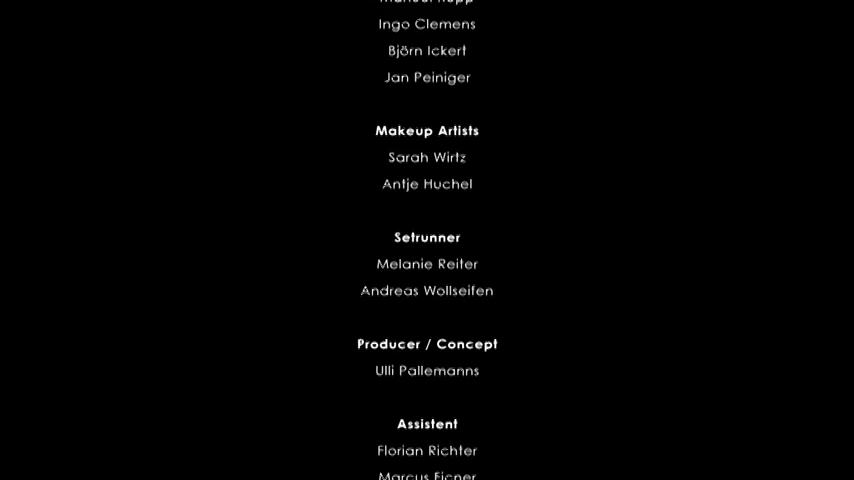 Ingo Clemens
Björn Ickert
Jan Peiniger
Makeup Artists
Sarah Wirtz
Antje Huchel
Setrunner
Melanie Reiter
Andreas Wollseifen
Producer / Concept
Ulli Pallemanns
Assistent
Florian Richter
Marcus